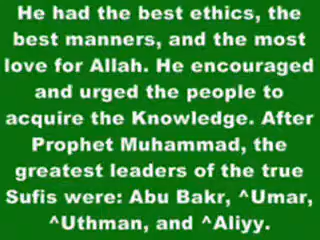 He had the best ethics, the
best manners, and the most
love for Allah. He encouraged
and urged the people to
acquire the Knowledge. After
Prophet Muhammad, the
greatest leaders of the true
Sufis were: Abu Bakr, ^Umar,
^Uthman, and ^Aliyy.